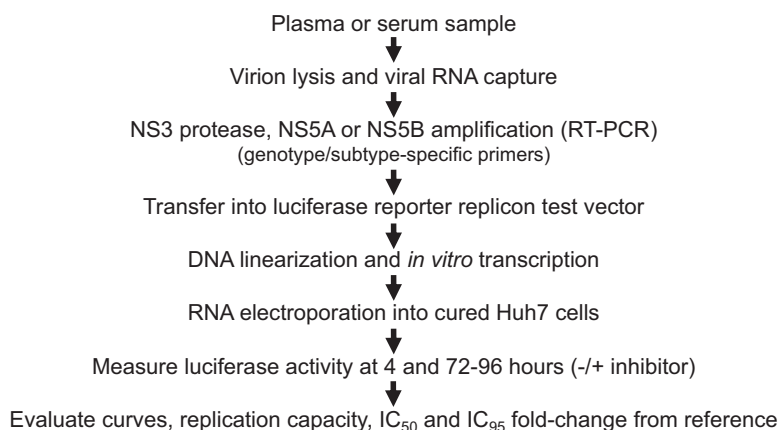 Plasma or serum sample
Virion lysis and viral RNA capture
NS3 protease, NS5A or NS5B amplification (RT-PCR)
(genotype/subtype-specific primers)
Transfer into luciferase reporter replicon test vector
DNA linearization and in vitro transcription
RNA electroporation into cured Huh7 cells
Measure luciferase activity at 4 and 72-96 hours (-/+ inhibitor)
Evaluate curves, replication capacity, IC50 and IC95 fold-change from reference